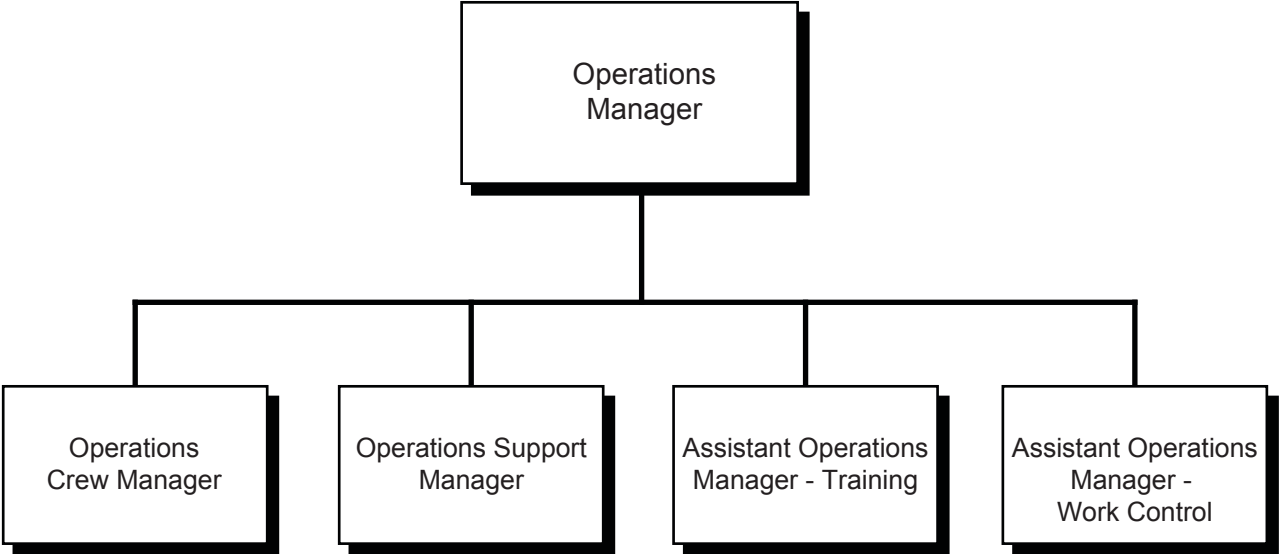 Operations
Manager
Operations
Crew Manager
Operations Support
Manager
Assistant Operations
Manager - Training
Assistant Operations
Manager -
Work Control